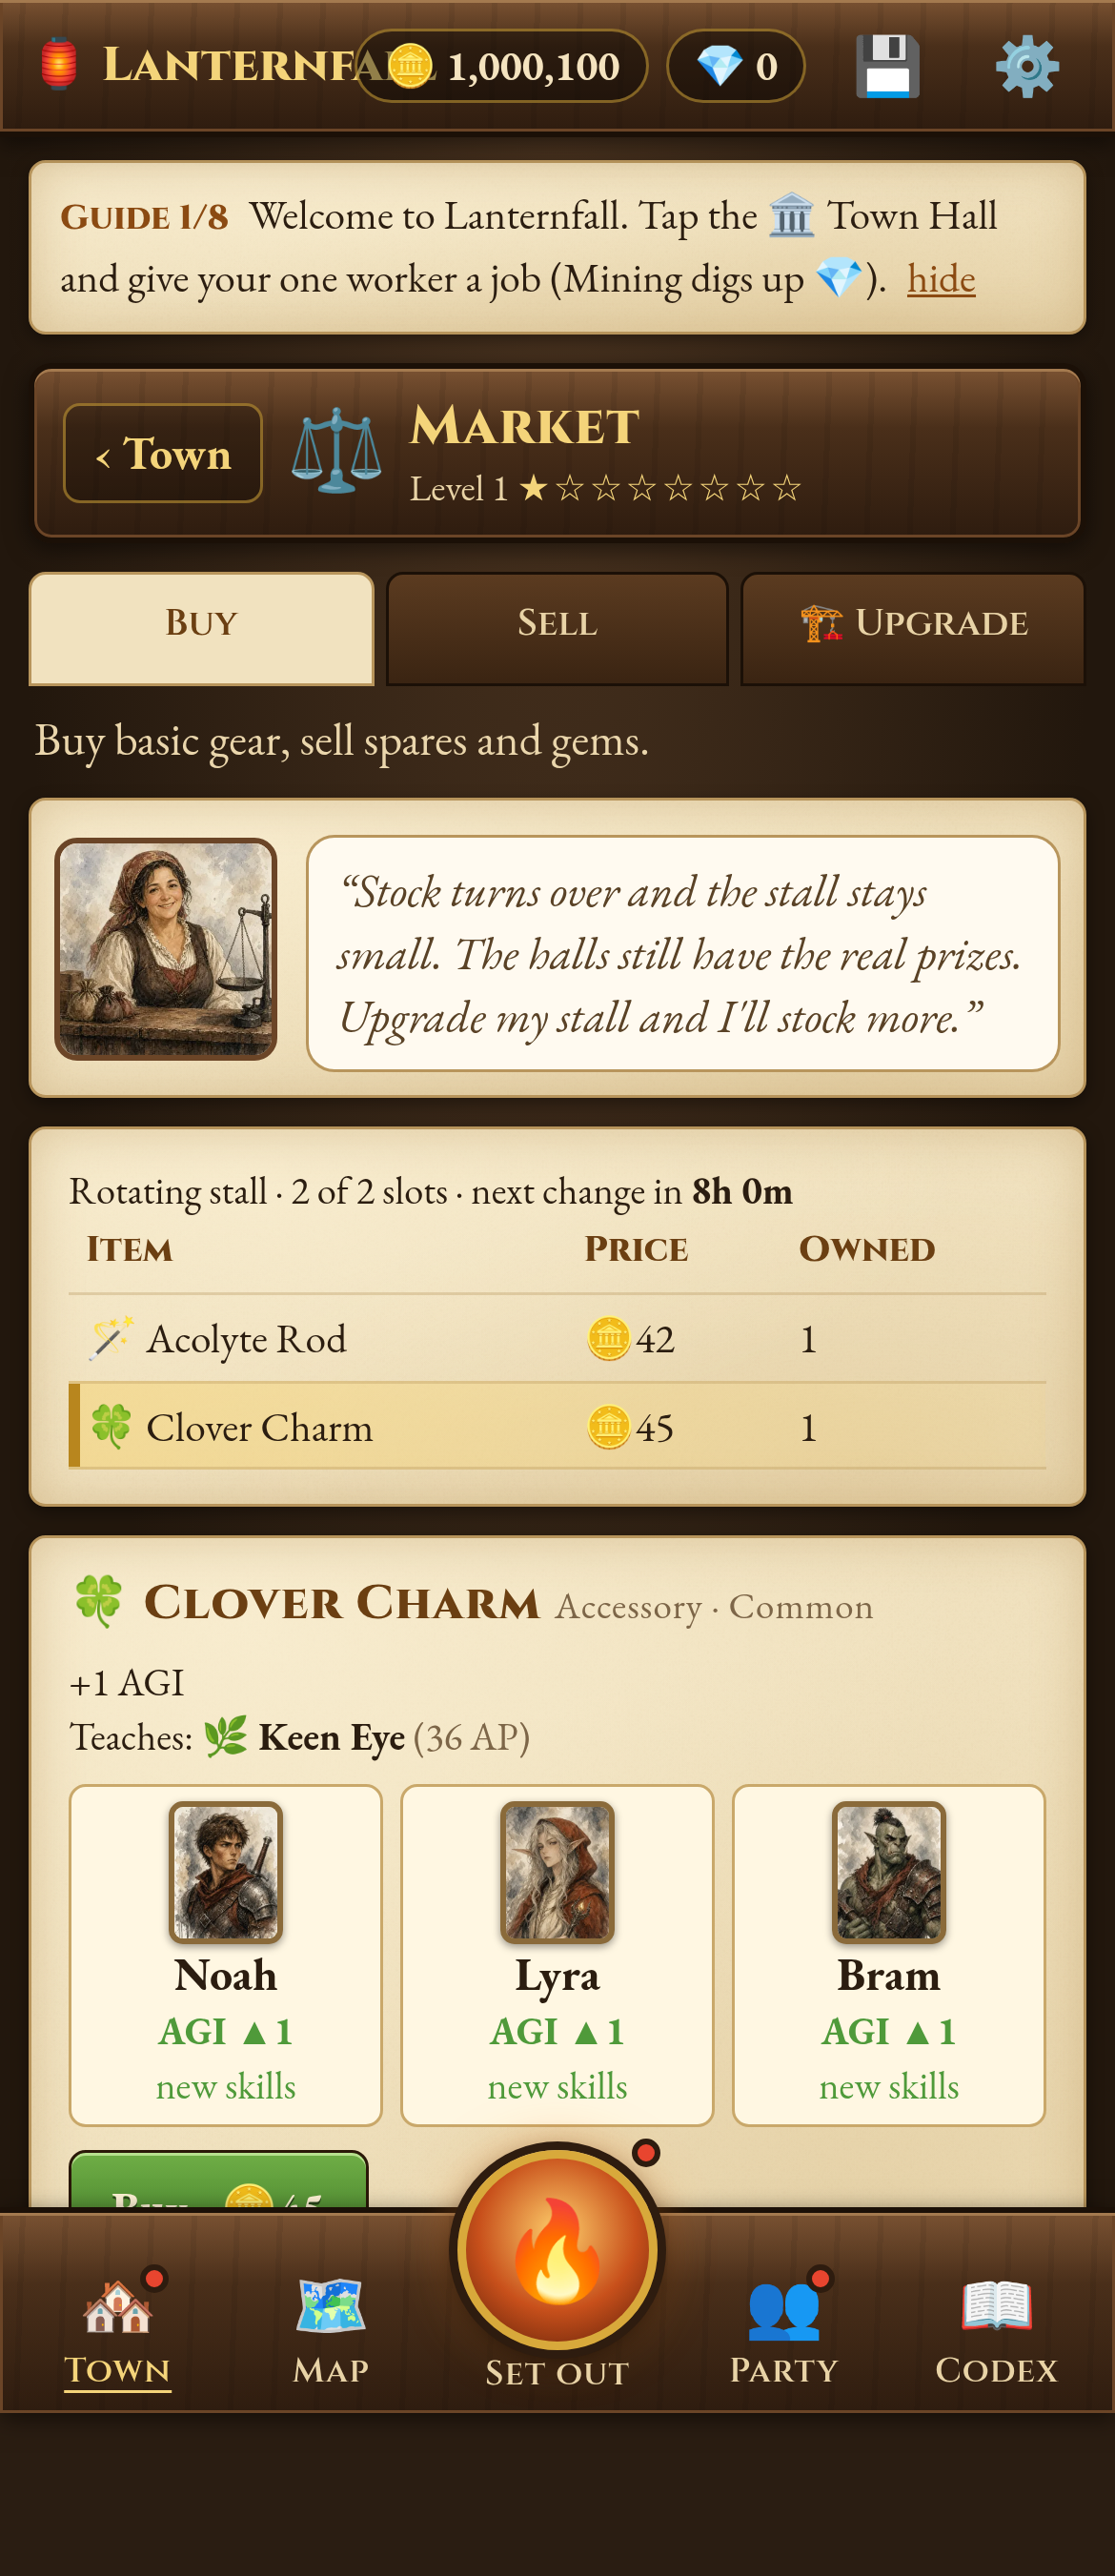 LANTERNFALL 1,000,100 0
GUIDE 1/8 Welcome to Lanternfall. Tap the Town Hall
and give your one worker a job (Mining digs up ). hide
‹ Town
MARKET
Level 1 ★☆☆☆☆☆☆☆
BUY SELL UPGRADE
Buy basic gear, sell spares and gems.
“Stock turns over and the stall stays
small. The halls still have the real prizes.
Upgrade my stall and I'll stock more.”
Rotating stall · 2 of 2 slots · next change in 8h 0m
ITEM PRICE OWNED
Acolyte Rod 42 1
Clover Charm 45 1
CLOVER CHARM Accessory · Common
+1 AGI
Teaches: Keen Eye (36 AP)
Noah Lyra Bram
AGI ▲1 AGI ▲1 AGI ▲1
new skills new skills new skills
Buy 45
TOWN MAP SET OUT PARTY CODEX